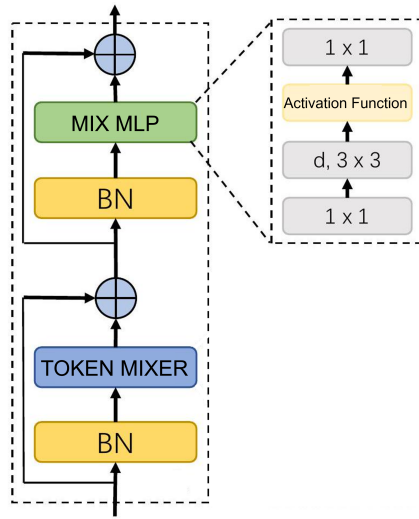 MIX MLP
BN
TOKEN MIXER
BN
1 x 1
Activation Function
d, 3 x 3
1 x 1